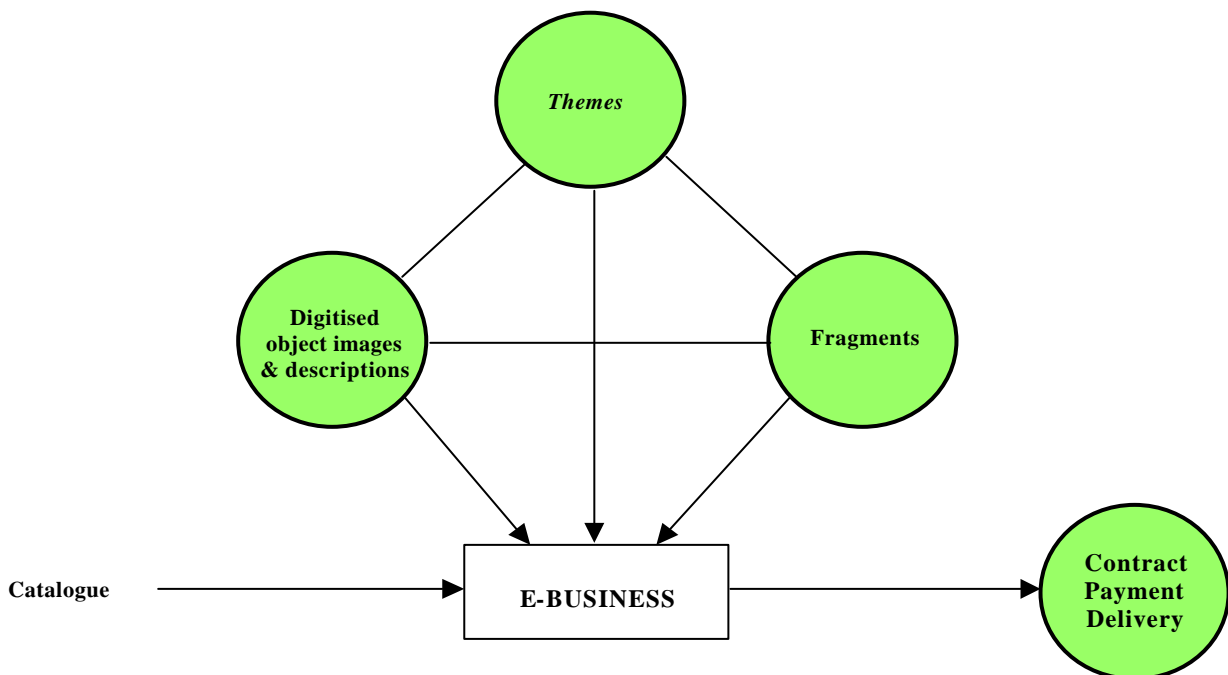 Themes
Digitised
object images
& descriptions
Fragments
Catalogue
E-BUSINESS
Contract
Payment
Delivery